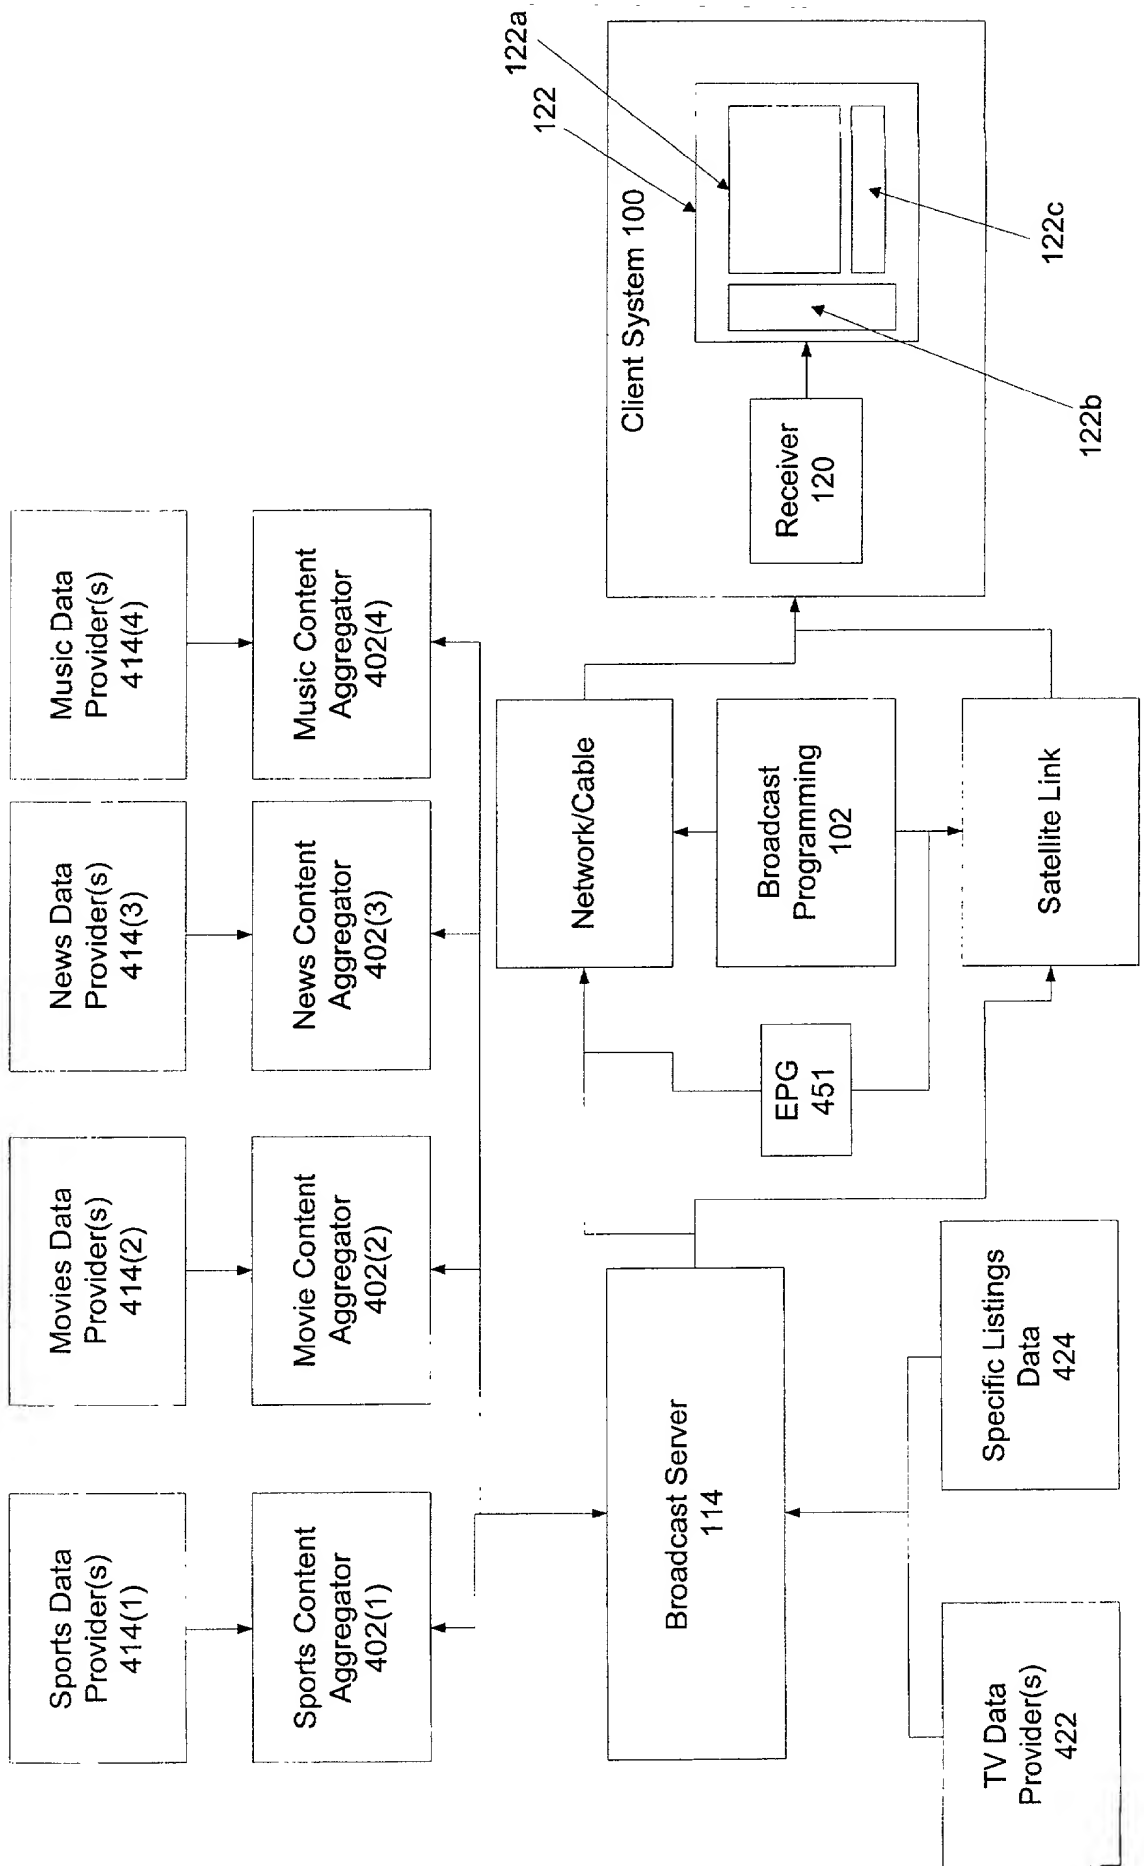 Sports Data
Provider(s)
414(1)
Movies Data
Provider(s)
414(2)
News Data
Provider(s)
414(3)
Music Data
Provider(s)
414(4)
Sports Content
Aggregator
402(1)
Movie Content
Aggregator
402(2)
News Content
Aggregator
402(3)
Music Content
Aggregator
402(4)
Broadcast Server
114
Network/Cable
EPG
451
Broadcast
Programming
102
Satellite Link
TV Data
Provider(s)
422
Specific Listings
Data
424
Client System 100
Receiver
120
122
122a
122b
122c